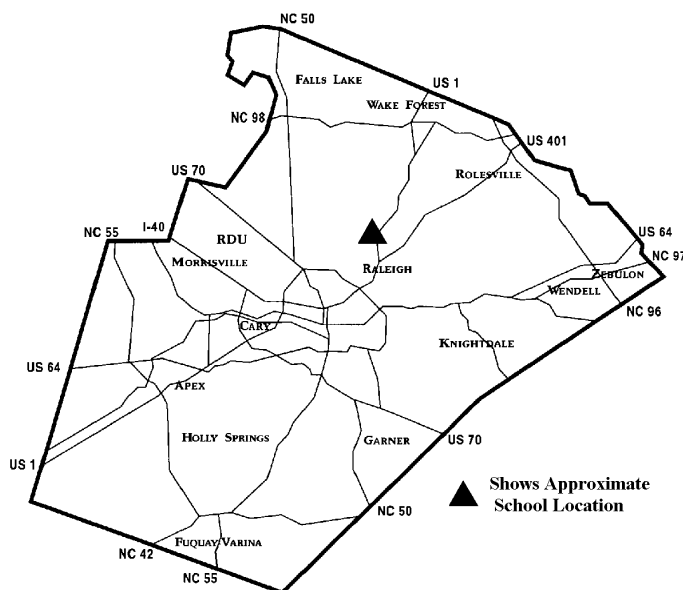 NC 50
FALLS LAKE
US 1
WAKE FOREST
NC 98
US 401
ROLESVILLE
US 70
I-40
NC 55
RDU
MORRISVILLE
RALEIGH
US 64
NC 97
ZEBULON
WENDELL
NC 96
CARY
KNIGHTDALE
US 64
APEX
HOLLY SPRINGS
GARNER
US 70
US 1
Shows Approximate
School Location
NC 50
FUQUAY-VARINA
NC 42
NC 55